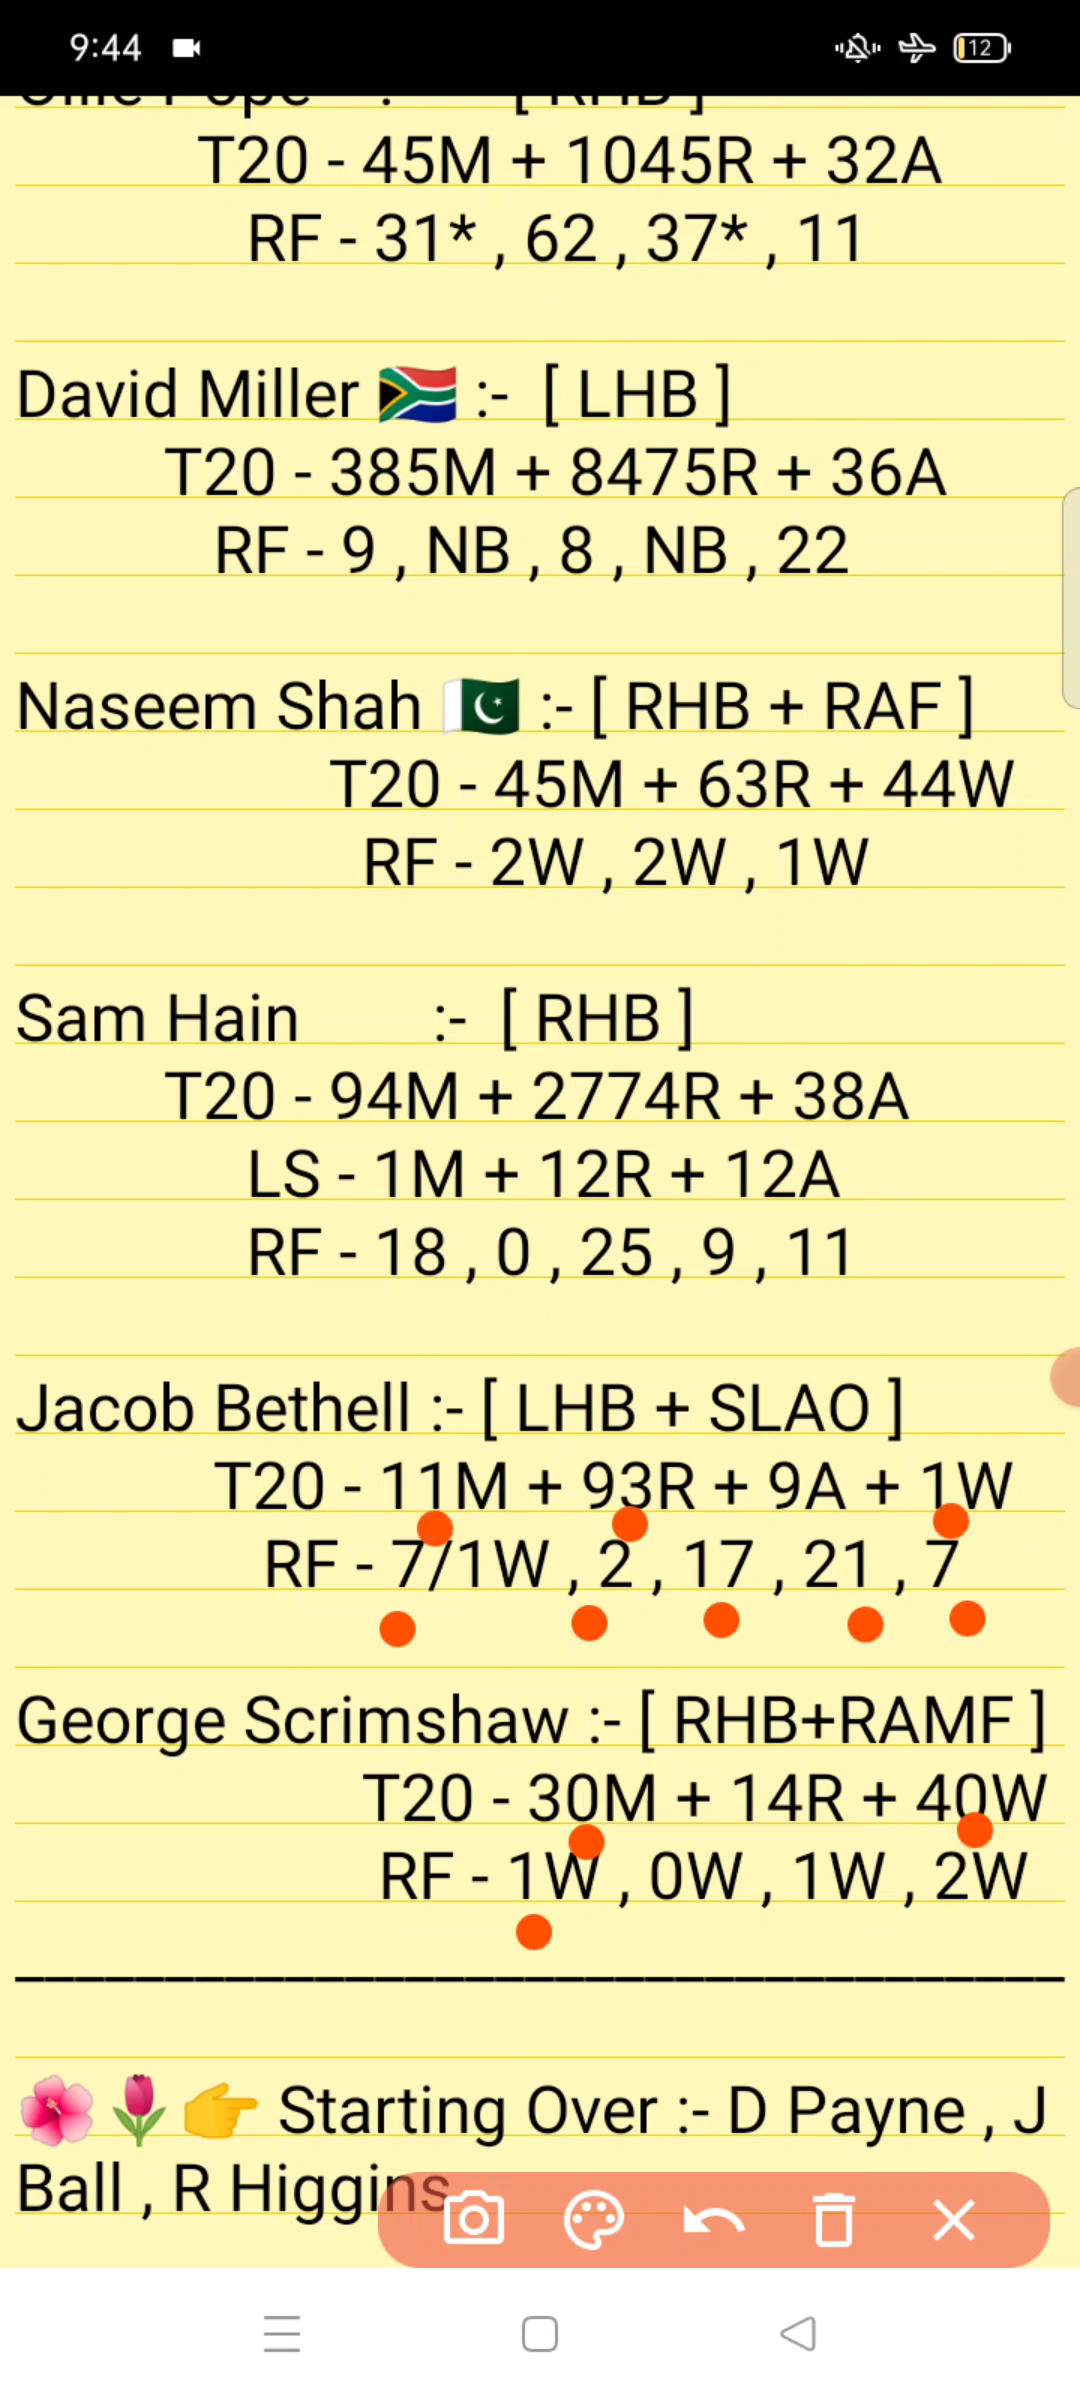 9:44
12
Ollie Pope : [ RHB ]
T20 - 45M + 1045R + 32A
RF - 31* , 62 , 37* , 11
David Miller 🇿🇦 :- [ LHB ]
T20 - 385M + 8475R + 36A
RF - 9 , NB , 8 , NB , 22
Naseem Shah 🇵🇰 :- [ RHB + RAF ]
T20 - 45M + 63R + 44W
RF - 2W , 2W , 1W
Sam Hain :- [ RHB ]
T20 - 94M + 2774R + 38A
LS - 1M + 12R + 12A
RF - 18 , 0 , 25 , 9 , 11
Jacob Bethell :- [ LHB + SLAO ]
T20 - 11M + 93R + 9A + 1W
RF - 7/1W , 2 , 17 , 21 , 7
George Scrimshaw :- [ RHB+RAMF ]
T20 - 30M + 14R + 40W
RF - 1W , 0W , 1W , 2W
🌺🌷👉 Starting Over :- D Payne , J
Ball , R Higgins